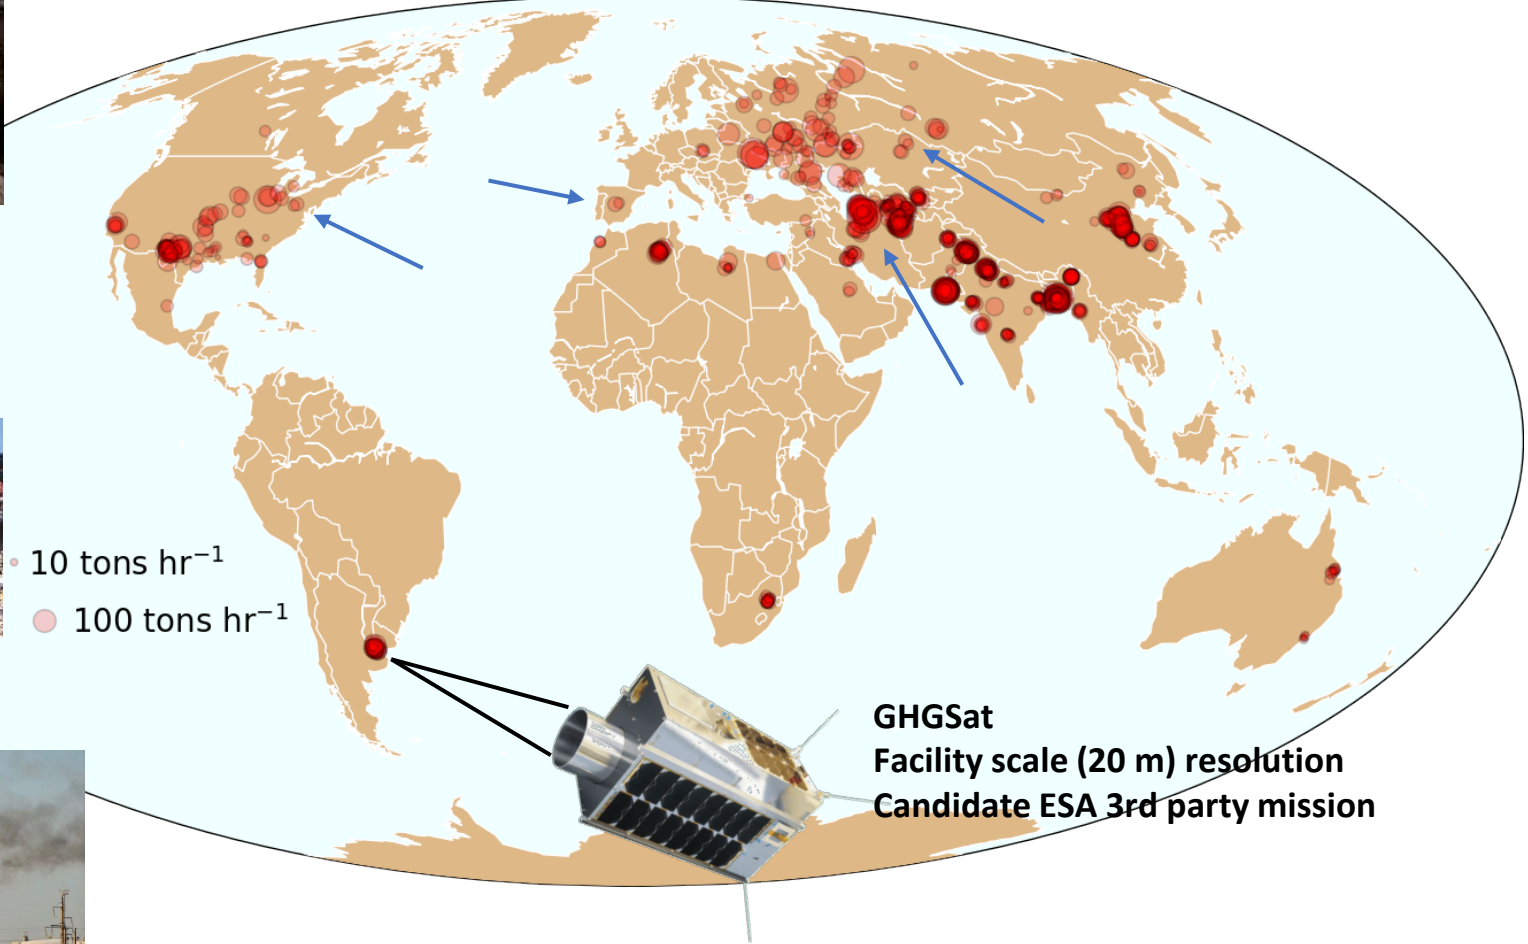 10 tons hr⁻¹
100 tons hr⁻¹
GHGSat
Facility scale (20 m) resolution
Candidate ESA 3rd party mission